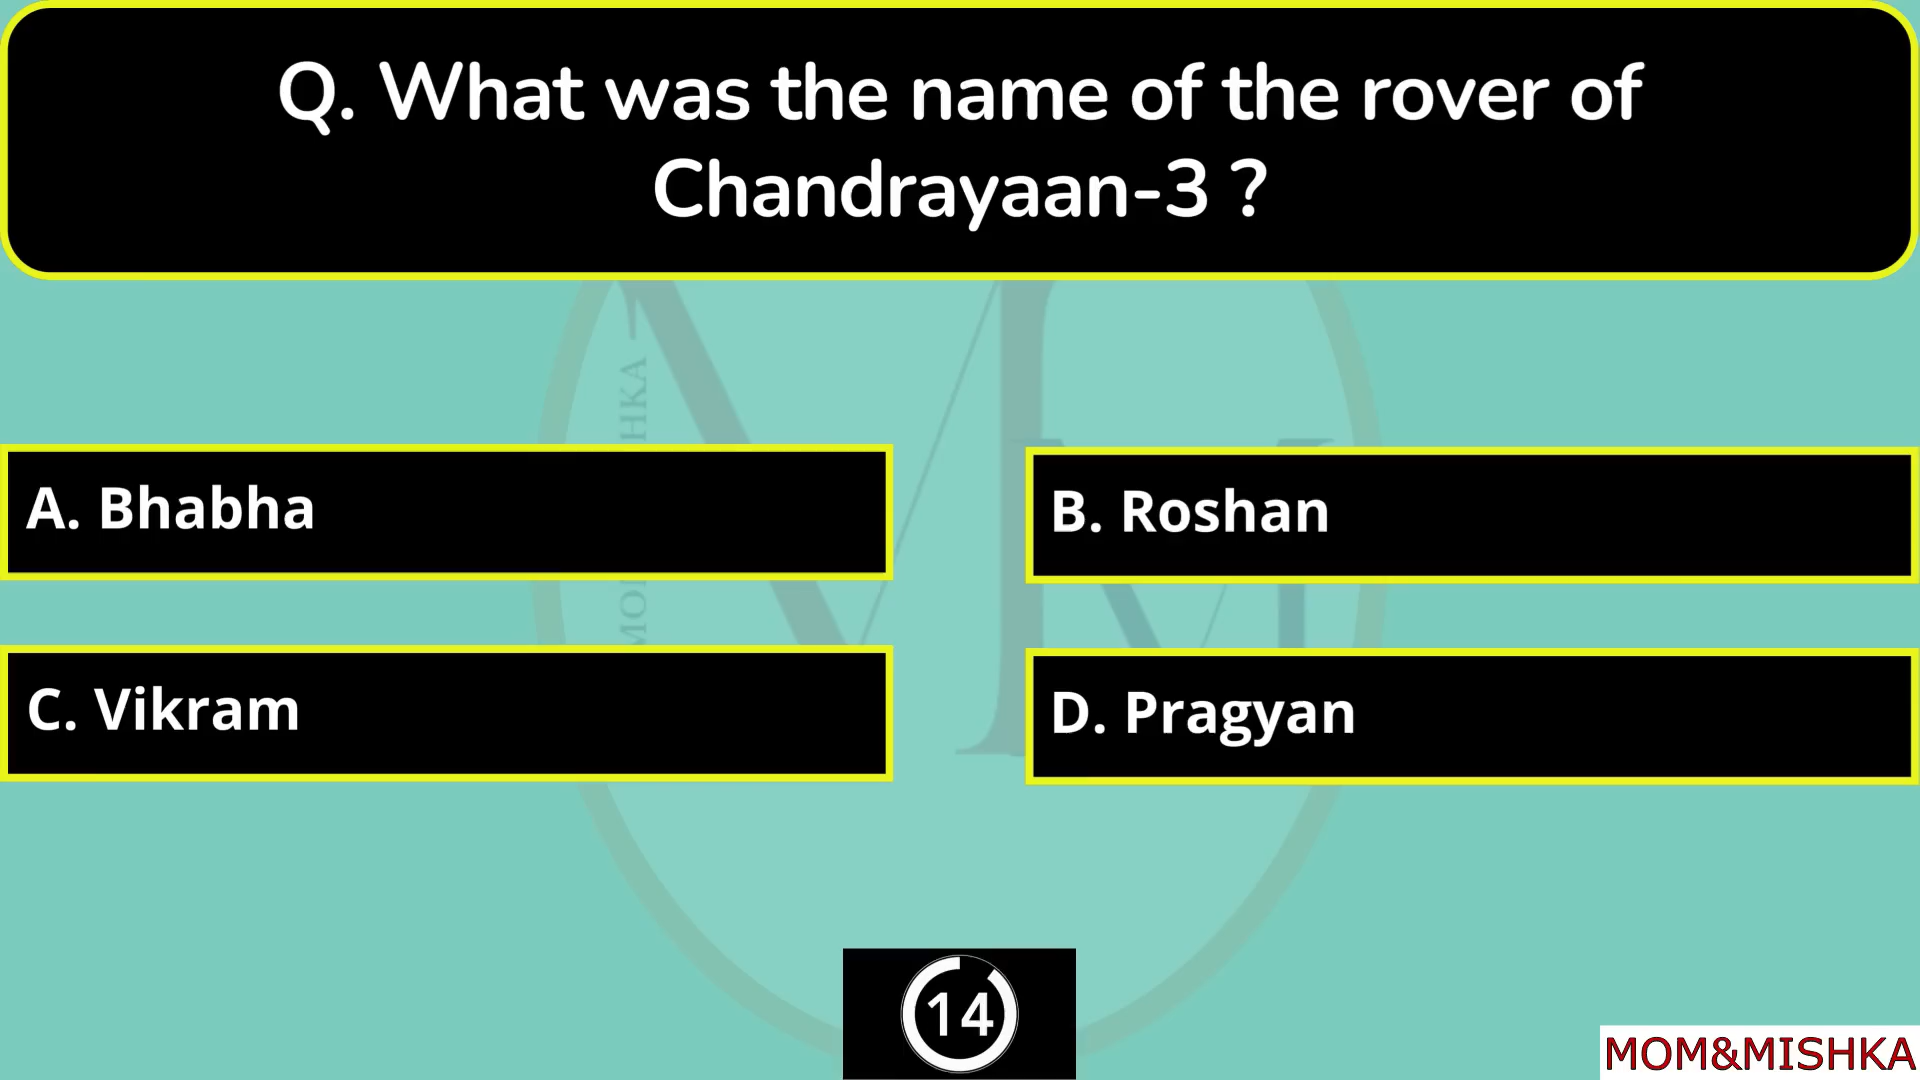 Q. What was the name of the rover of
Chandrayaan-3 ?
A. Bhabha
B. Roshan
C. Vikram
D. Pragyan
14
MOM&MISHKA